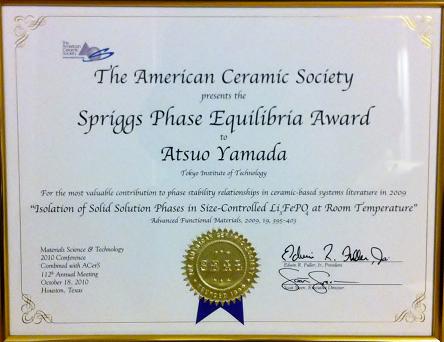 The
American
Ceramic
Society
The American Ceramic Society
presents the
Spriggs Phase Equilibria Award
to
Atsuo Yamada
Tokyo Institute of Technology
For the most valuable contribution to phase stability relationships in ceramic-based systems literature in 2009
"Isolation of Solid Solution Phases in Size-Controlled LixFePO4 at Room Temperature"
Advanced Functional Materials, 2009, 19, 395-403
Materials Science & Technology
2010 Conference
Combined with ACerS
112th Annual Meeting
October 18, 2010
Houston, Texas
Edwin R. Fuller, Jr., President
Executive Director